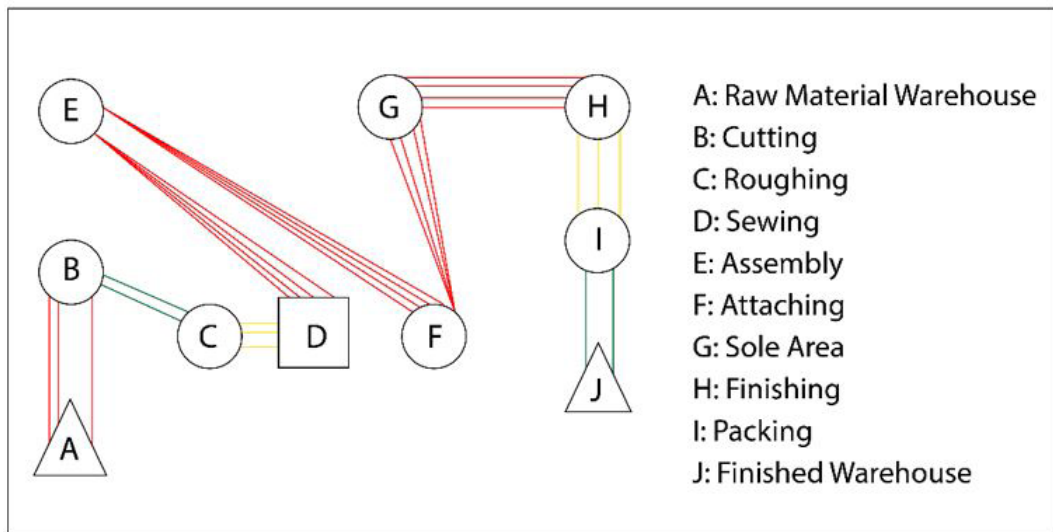 E
G
H
B
I
C
D
F
J
A
A: Raw Material Warehouse
B: Cutting
C: Roughing
D: Sewing
E: Assembly
F: Attaching
G: Sole Area
H: Finishing
I: Packing
J: Finished Warehouse